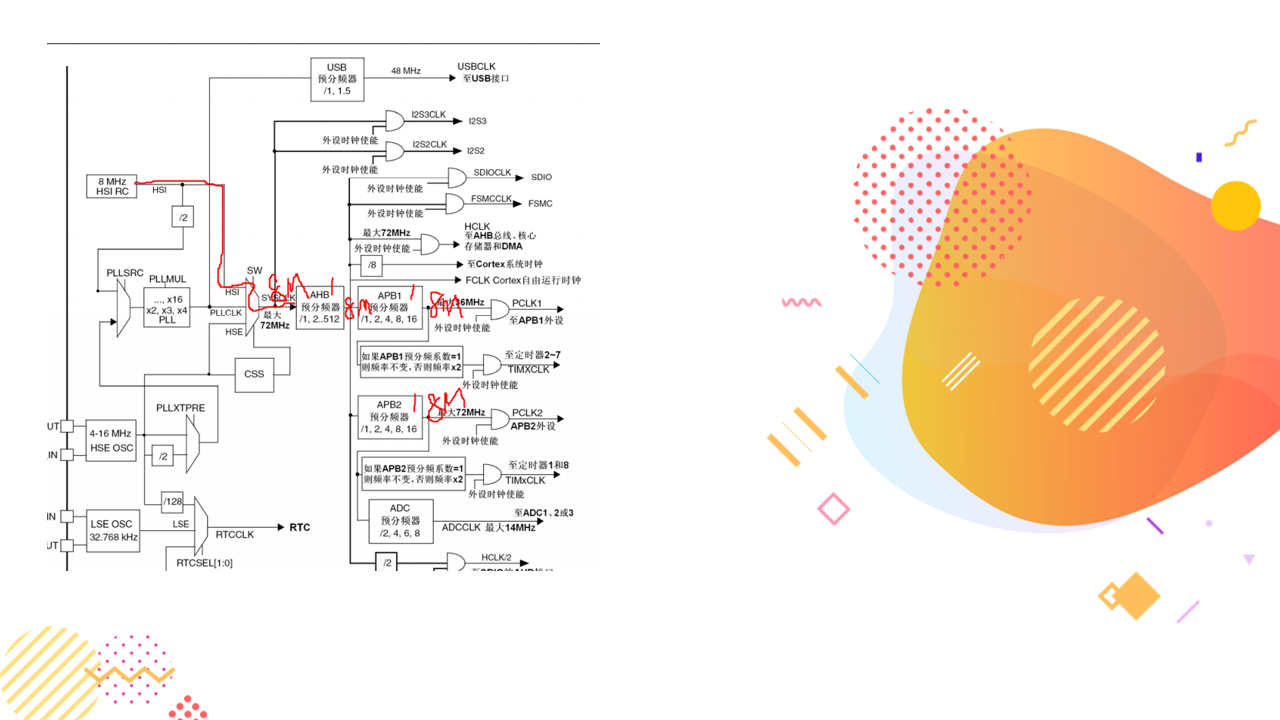 USB
预分频器
/1, 1.5
48 MHz
USBCLK
至USB接口
I2S3CLK
I2S3
外设时钟使能
I2S2CLK
I2S2
外设时钟使能
8 MHz
HSI RC
HSI
/2
SDIOCLK
SDIO
外设时钟使能
FSMCCLK
FSMC
外设时钟使能
HCLK
至AHB总线、核心
存储器和DMA
最大72MHz
外设时钟使能
/8
至Cortex系统时钟
FCLK Cortex自由运行时钟
PLLSRC
PLLMUL
..., x16
x2, x3, x4
PLL
SW
HSI
PLLCLK
HSE
SYSCLK
最大
72MHz
8M
AHB
预分频器
/1, 2..512
1
8M
APB1
预分频器
/1, 2, 4, 8, 16
1
8M
36MHz
PCLK1
至APB1外设
外设时钟使能
如果APB1预分频系数=1
则频率不变,否则频率x2
至定时器2~7
TIMXCLK
外设时钟使能
CSS
PLLXTPRE
APB2
预分频器
/1, 2, 4, 8, 16
1
8M
最大72MHz
PCLK2
APB2外设
外设时钟使能
UT
IN
4-16 MHz
HSE OSC
/2
如果APB2预分频系数=1
则频率不变,否则频率x2
至定时器1和8
TIMxCLK
外设时钟使能
/128
IN
UT
LSE OSC
32.768 kHz
LSE
RTCCLK
RTC
RTCSEL[1:0]
ADC
预分频器
/2, 4, 6, 8
至ADC1、2或3
ADCCLK 最大14MHz
/2
HCLK/2